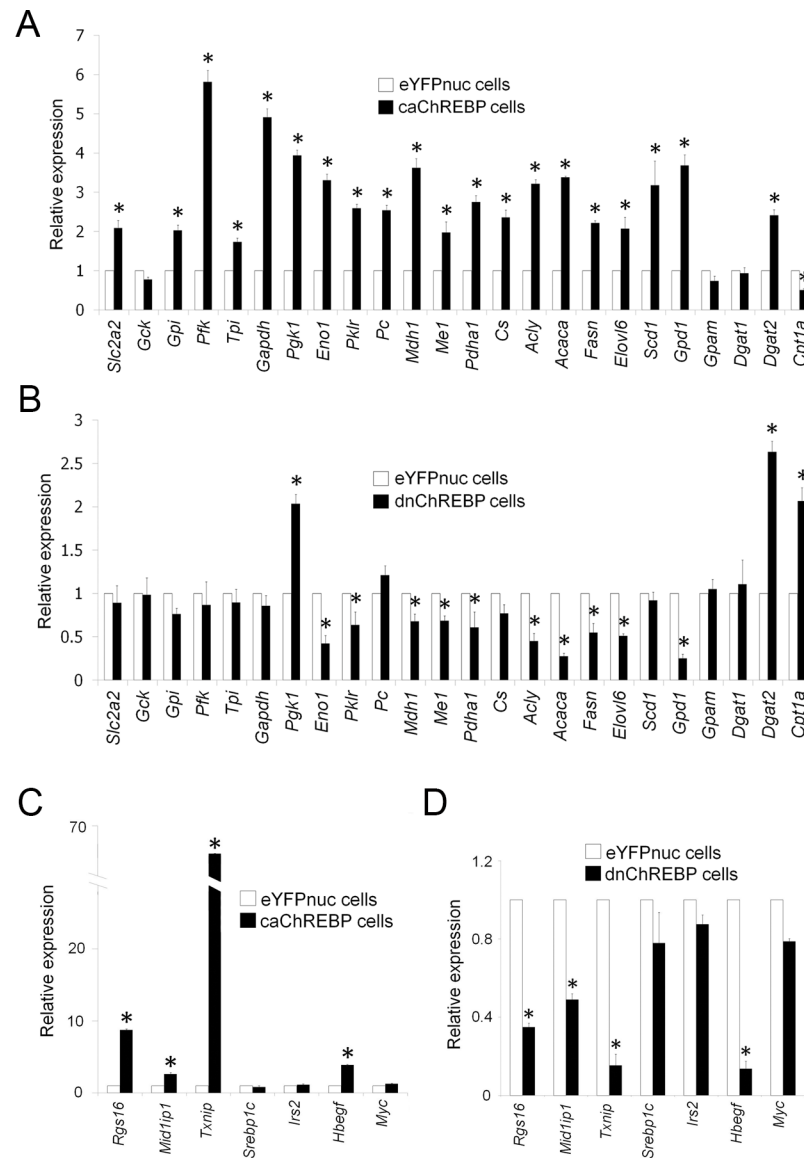 A
Relative expression
7
6
5
4
3
2
1
0
eYFPnuc cells
caChREBP cells
* * * * * * * * * * * * * * * * * * * * *
Slc2a2 Gck Gpi Pfk Tpi Gapdh Pgk1 Eno1 Pklr Pc Mdh1 Me1 Pdha1 Cs Acly Acaca Fasn Elovl6 Scd1 Gpd1 Gpam Dgat1 Dgat2 Cpt1a
B
Relative expression
3
2.5
2
1.5
1
0.5
0
eYFPnuc cells
dnChREBP cells
* * * * * * * * * * * * *
Slc2a2 Gck Gpi Pfk Tpi Gapdh Pgk1 Eno1 Pklr Pc Mdh1 Me1 Pdha1 Cs Acly Acaca Fasn Elovl6 Scd1 Gpd1 Gpam Dgat1 Dgat2 Cpt1a
C
Relative expression
70
20
10
0
eYFPnuc cells
caChREBP cells
* * * *
Rgs16 Mid1ip1 Txnip Srebp1c Irs2 Hbegf Myc
D
Relative expression
1.2
0.8
0.4
0
eYFPnuc cells
dnChREBP cells
* * * *
Rgs16 Mid1ip1 Txnip Srebp1c Irs2 Hbegf Myc